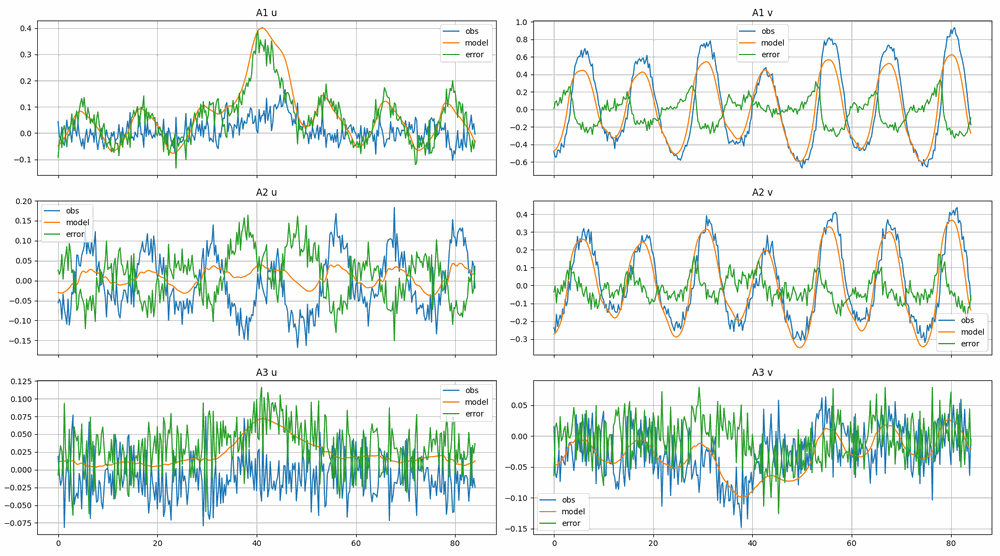 A1 u
0.4
0.3
0.2
0.1
0.0
−0.1
obs
model
error
A1 v
1.0
0.8
0.6
0.4
0.2
0.0
−0.2
−0.4
−0.6
obs
model
error
A2 u
0.20
0.15
0.10
0.05
0.00
−0.05
−0.10
−0.15
obs
model
error
A2 v
0.4
0.3
0.2
0.1
0.0
−0.1
−0.2
−0.3
obs
model
error
A3 u
0.125
0.100
0.075
0.050
0.025
0.000
−0.025
−0.050
−0.075
obs
model
error
0 20 40 60 80
A3 v
0.05
0.00
−0.05
−0.10
−0.15
obs
model
error
0 20 40 60 80